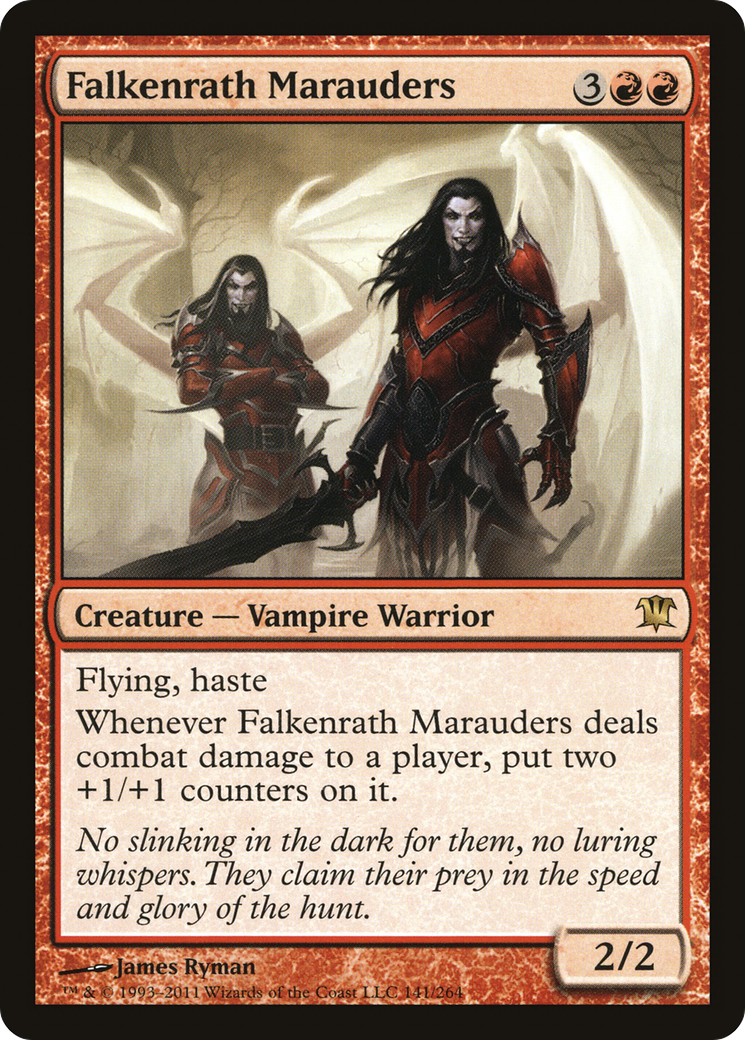 Falkenrath Marauders 3
Creature — Vampire Warrior
Flying, haste
Whenever Falkenrath Marauders deals
combat damage to a player, put two
+1/+1 counters on it.
No slinking in the dark for them, no luring
whispers. They claim their prey in the speed
and glory of the hunt.
2/2
James Ryman
™ & © 1993–2011 Wizards of the Coast LLC 141/264